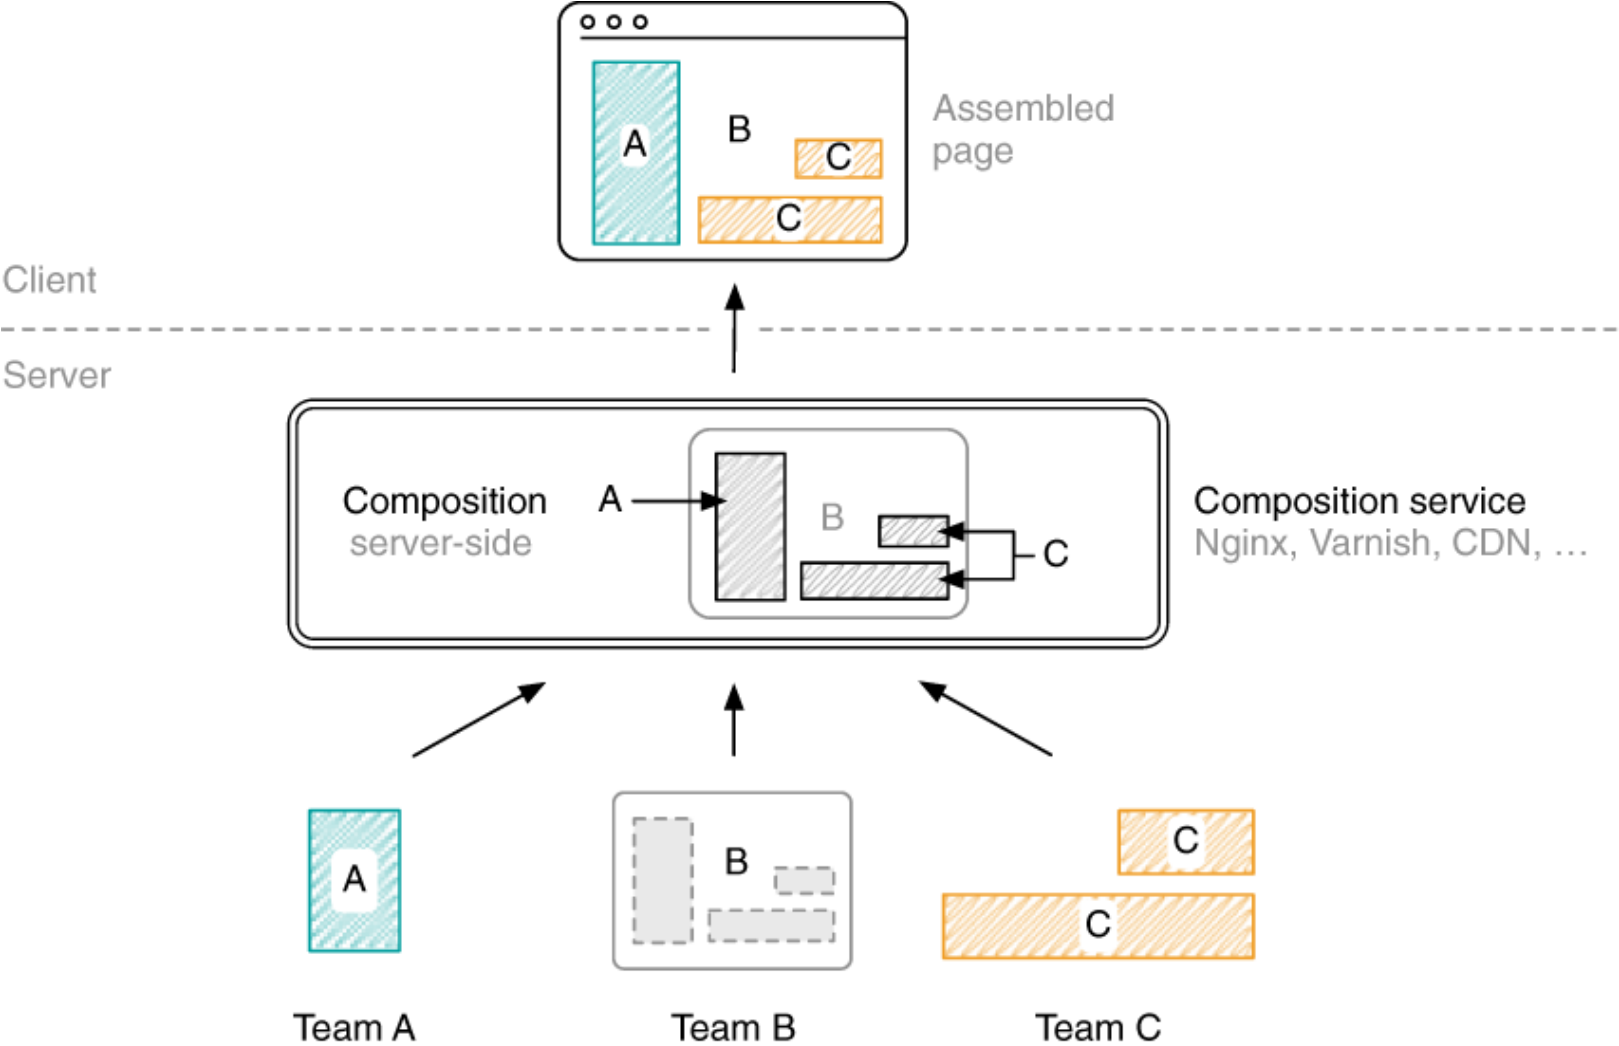 A
B
C
C
Assembled
page
Client
Server
Composition
server-side
A
B
C
Composition service
Nginx, Varnish, CDN, ...
A
B
C
C
Team A
Team B
Team C